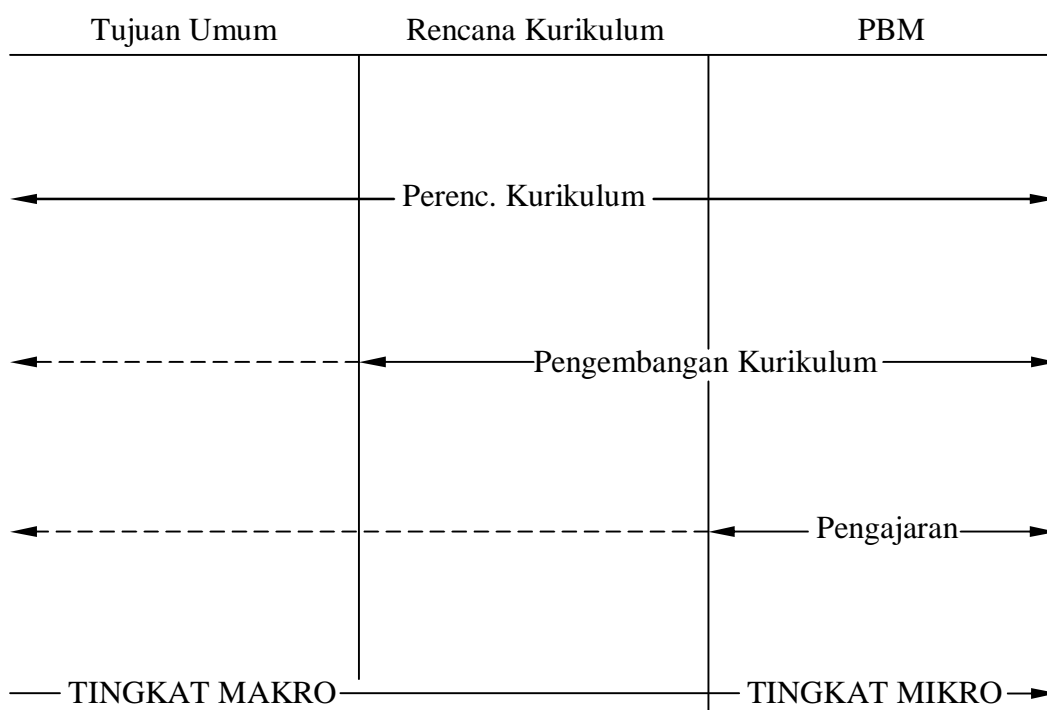 Tujuan Umum Rencana Kurikulum PBM
Perenc. Kurikulum
Pengembangan Kurikulum
Pengajaran
TINGKAT MAKRO TINGKAT MIKRO